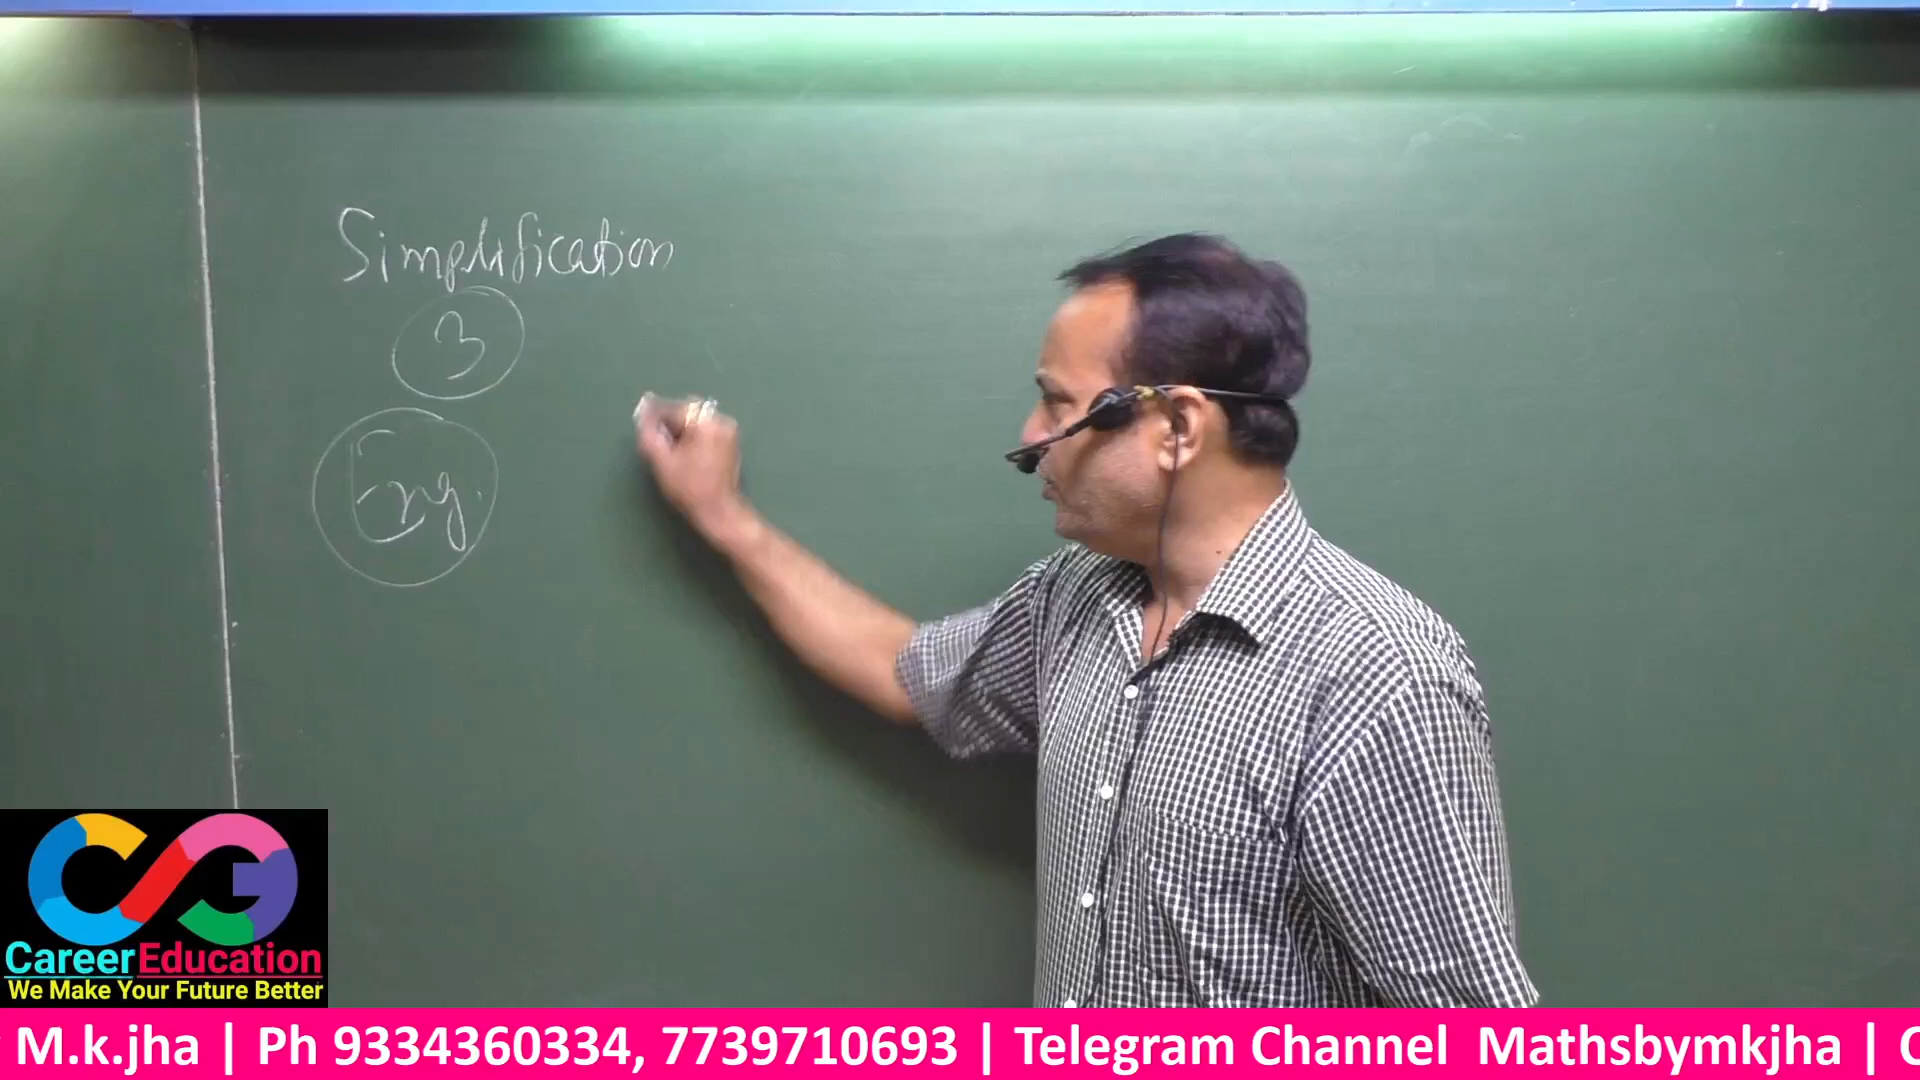 Simplification
3
Eng.
CareerEducation
We Make Your Future Better
M.k.jha | Ph 9334360334, 7739710693 | Telegram Channel Mathsbymkjha |